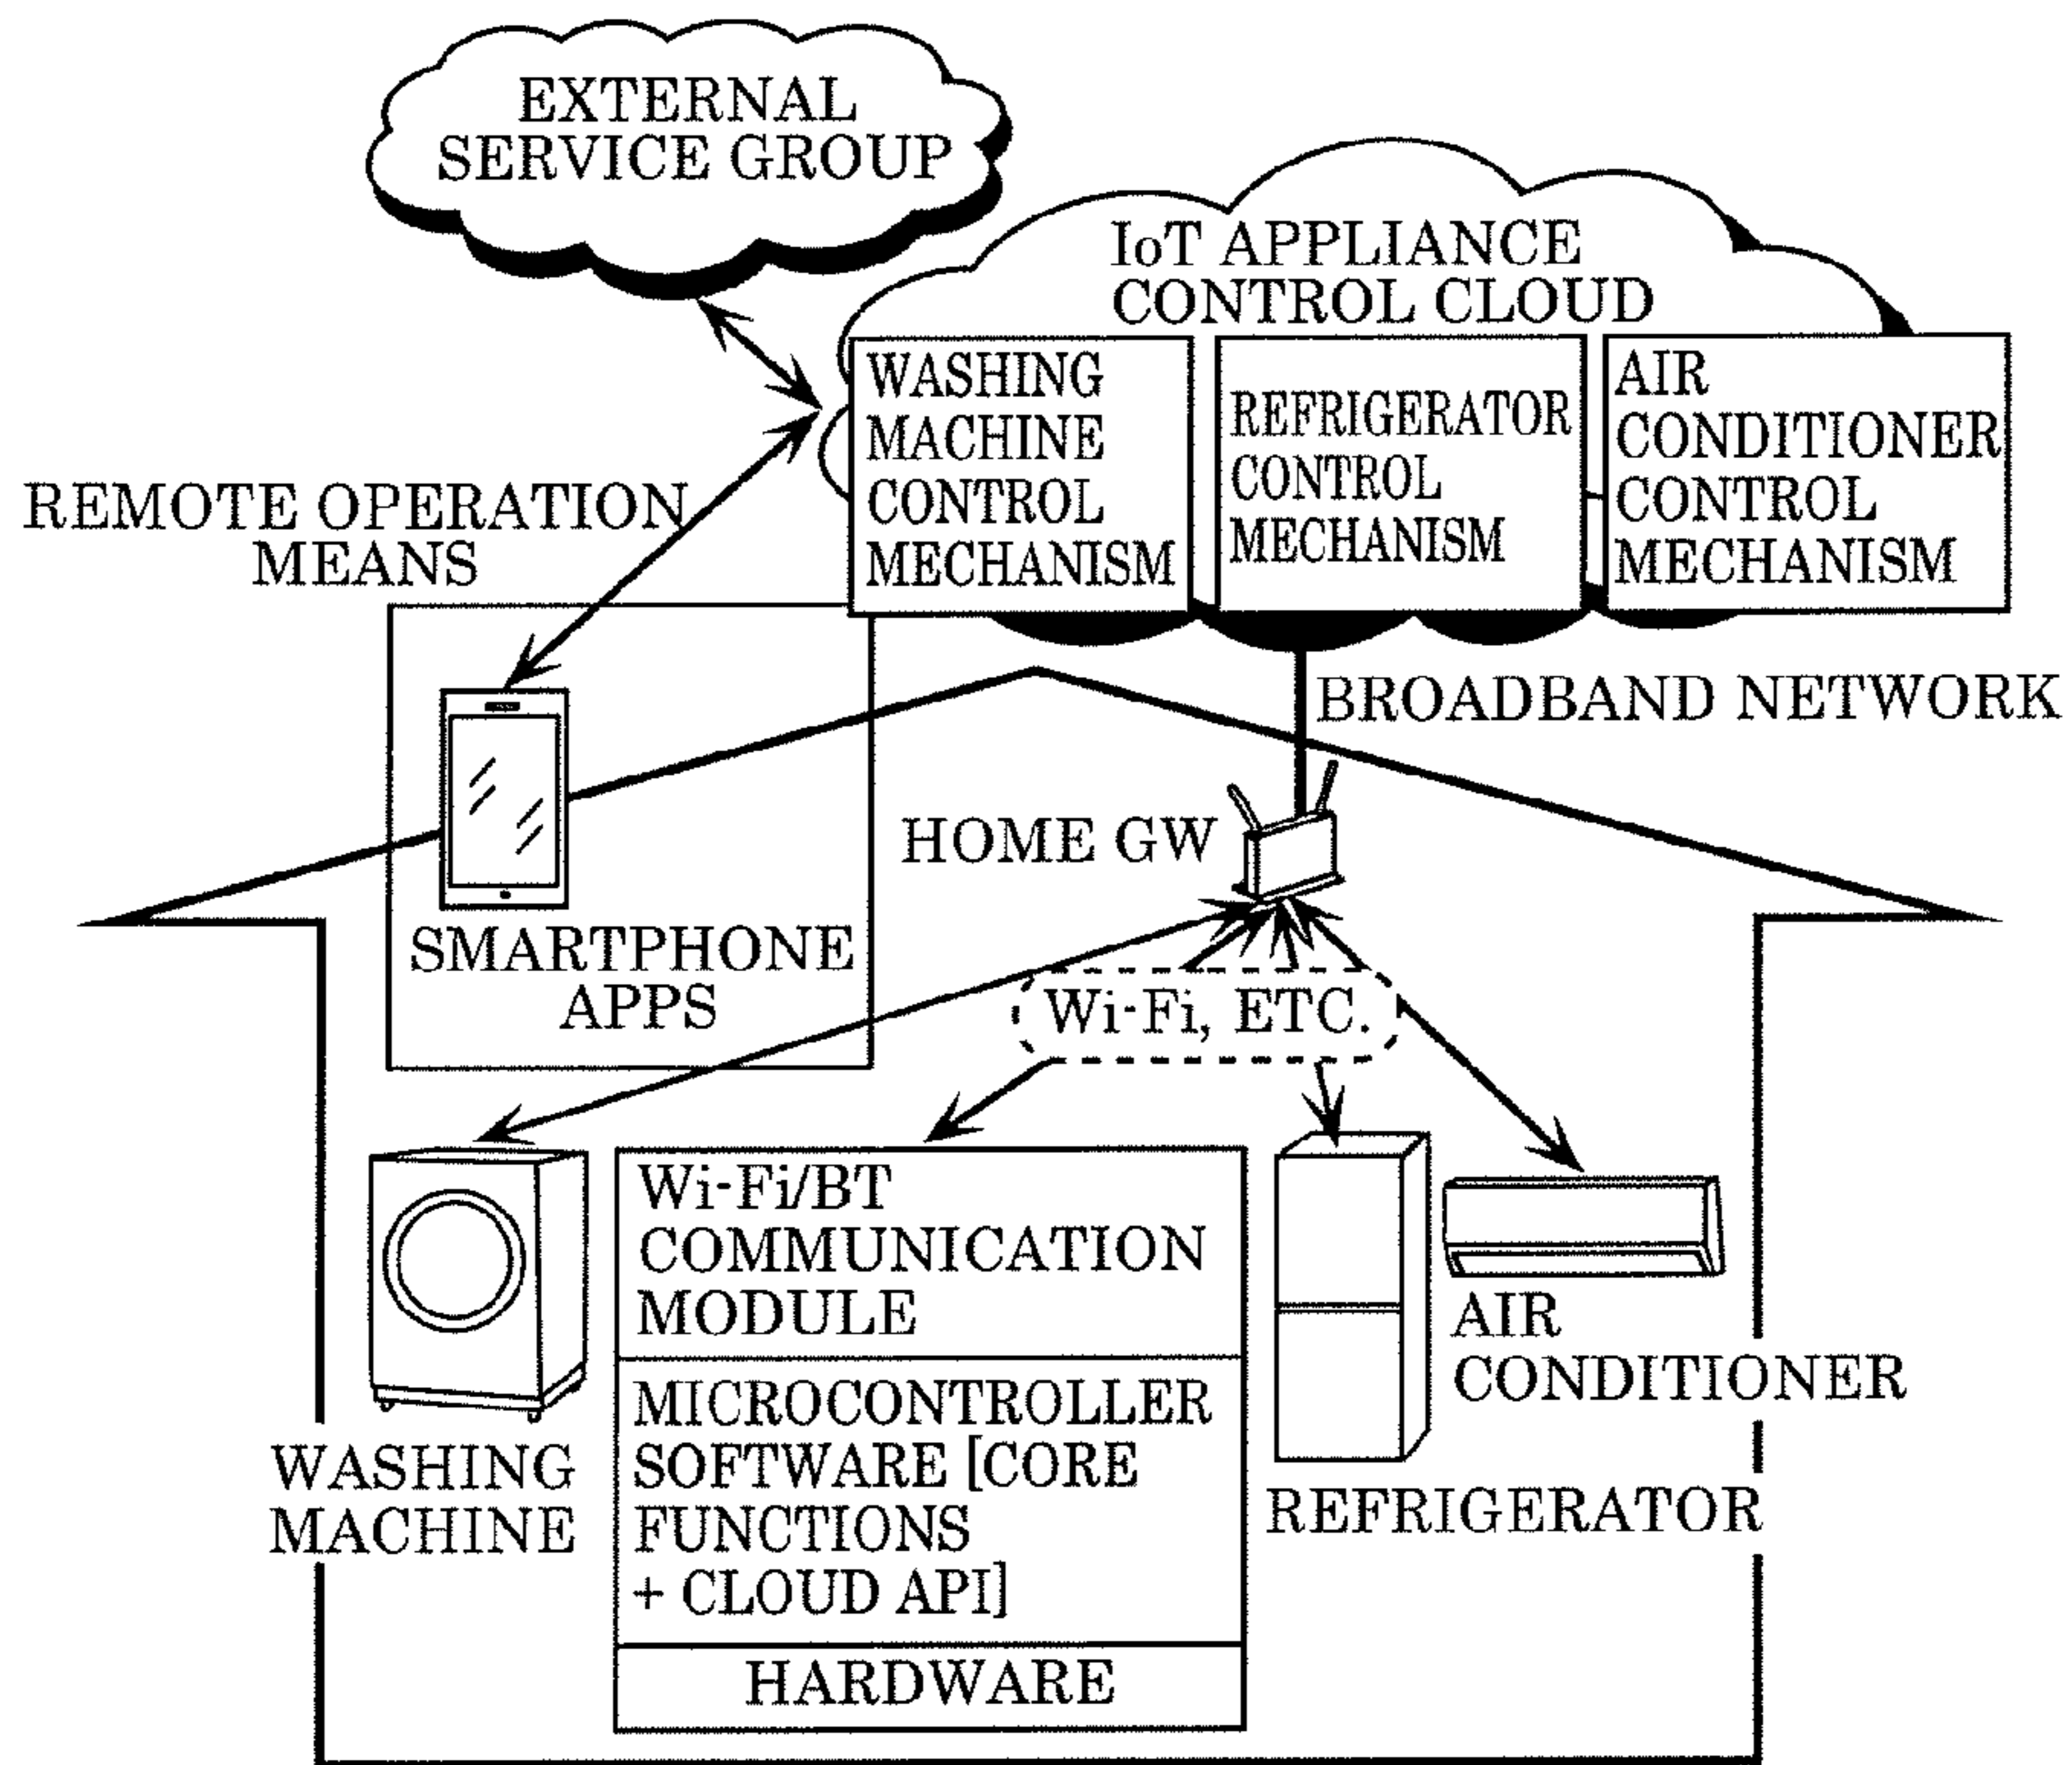 EXTERNAL
SERVICE GROUP
IoT APPLIANCE
CONTROL CLOUD
WASHING
MACHINE
CONTROL
MECHANISM
REFRIGERATOR
CONTROL
MECHANISM
AIR
CONDITIONER
CONTROL
MECHANISM
REMOTE OPERATION
MEANS
BROADBAND NETWORK
HOME GW
SMARTPHONE
APPS
Wi-Fi, ETC.
Wi-Fi/BT
COMMUNICATION
MODULE
MICROCONTROLLER
SOFTWARE [CORE
FUNCTIONS
+ CLOUD API]
HARDWARE
WASHING
MACHINE
AIR
CONDITIONER
REFRIGERATOR